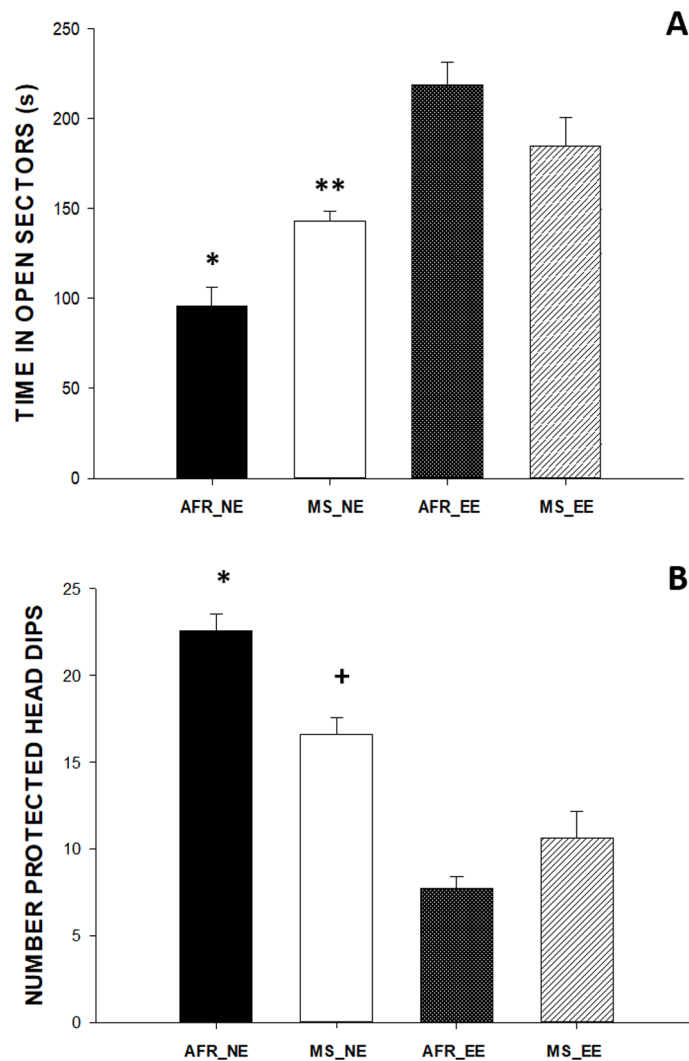 A
TIME IN OPEN SECTORS (s)
250
200
150
100
50
0
*
**
AFR_NE MS_NE AFR_EE MS_EE
B
NUMBER PROTECTED HEAD DIPS
25
20
15
10
5
0
*
+
AFR_NE MS_NE AFR_EE MS_EE